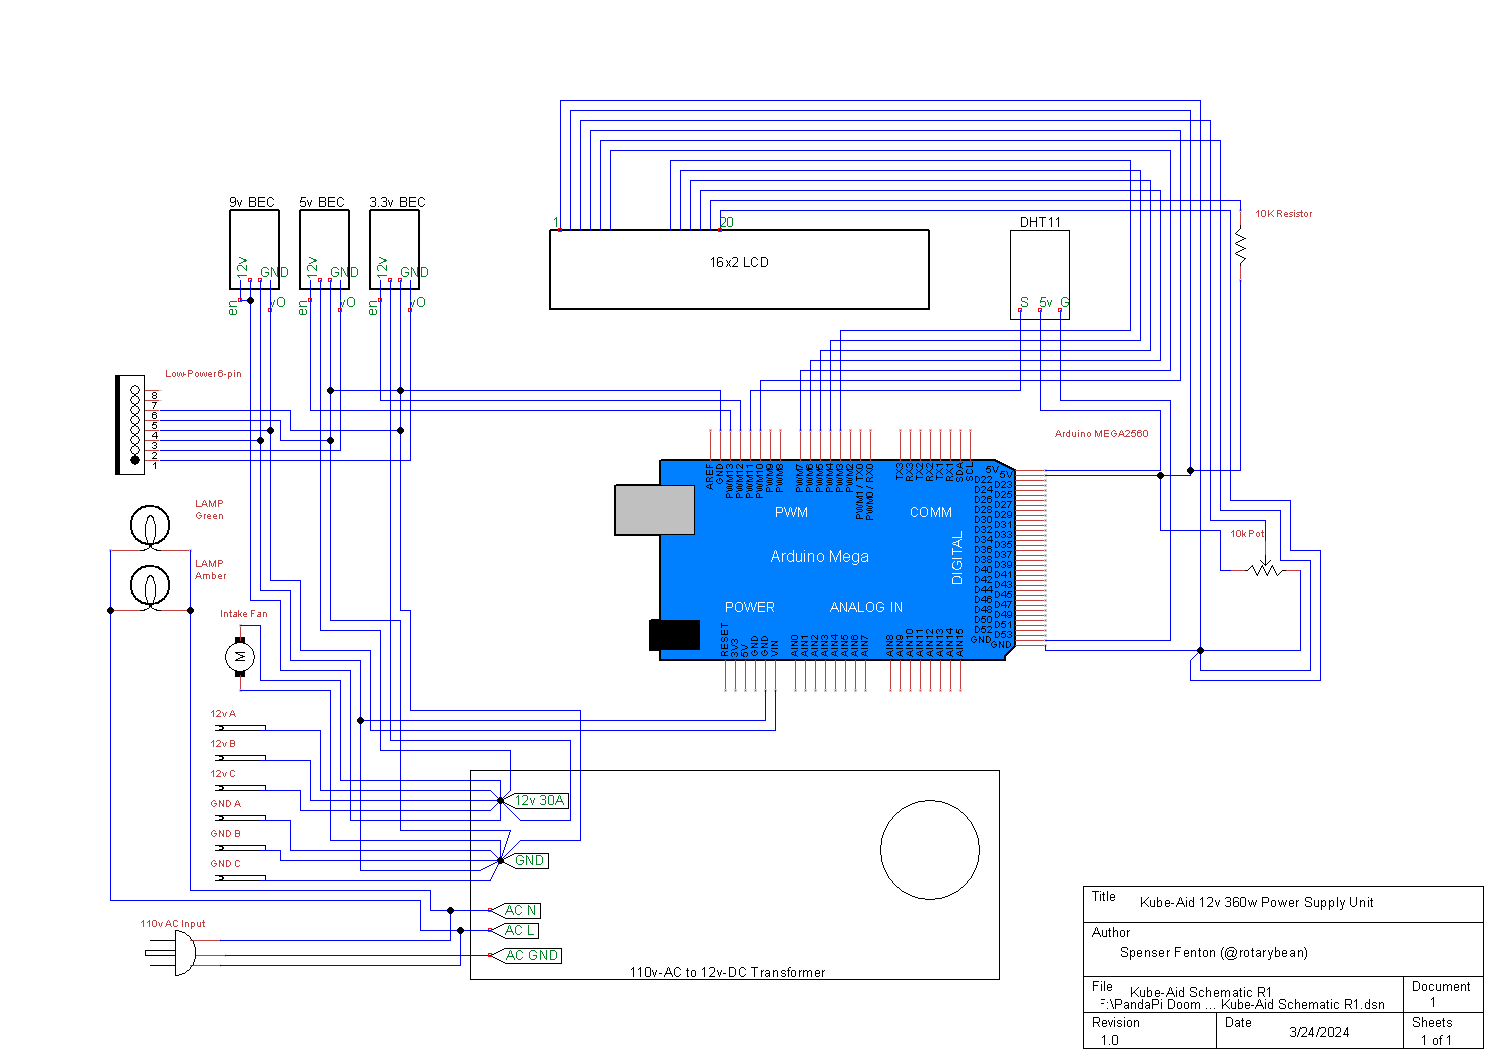 9v BEC
12v
GND
en
vO
5v BEC
12v
GND
en
vO
3.3v BEC
12v
GND
en
vO
1
20
16x2 LCD
DHT11
S 5v G
10K Resistor
Low-Power6-pin
8
7
6
5
4
3
2
1
LAMP
Green
LAMP
Amber
Intake Fan
M
12v A
12v B
12v C
GND A
GND B
GND C
110v AC Input
Arduino MEGA2560
AREF
GND
PWM13
PWM12
PWM11
PWM10
PWM9
PWM8
PWM7
PWM6
PWM5
PWM4
PWM3
PWM2
PWM1 / TX0
PWM0 / RX0
TX3
RX3
TX2
RX2
TX1
RX1
SDA
SCL
PWM
COMM
Arduino Mega
DIGITAL
POWER
ANALOG IN
5V
5V
D22
D23
D24
D25
D26
D27
D28
D29
D30
D31
D32
D33
D34
D35
D36
D37
D38
D39
D40
D41
D42
D43
D44
D45
D46
D47
D48
D49
D50
D51
D52
D53
GND
GND
RESET
3V3
5V
GND
GND
VIN
AIN0
AIN1
AIN2
AIN3
AIN4
AIN5
AIN6
AIN7
AIN8
AIN9
AIN10
AIN11
AIN12
AIN13
AIN14
AIN15
10k Pot
12v 30A
GND
AC N
AC L
AC GND
110v-AC to 12v-DC Transformer
Title
Kube-Aid 12v 360w Power Supply Unit
Author
Spenser Fenton (@rotarybean)
File
Kube-Aid Schematic R1
F:\PandaPi Doom ... Kube-Aid Schematic R1.dsn
Document
1
Revision
1.0
Date
3/24/2024
Sheets
1 of 1